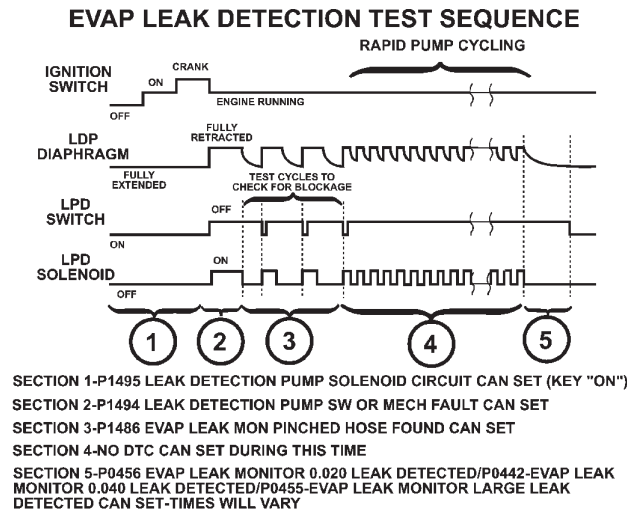 EVAP LEAK DETECTION TEST SEQUENCE
RAPID PUMP CYCLING
IGNITION
SWITCH
OFF
ON
CRANK
ENGINE RUNNING
LDP
DIAPHRAGM
FULLY
EXTENDED
FULLY
RETRACTED
TEST CYCLES TO
CHECK FOR BLOCKAGE
LPD
SWITCH
ON
OFF
LPD
SOLENOID
OFF
ON
1
2
3
4
5
SECTION 1-P1495 LEAK DETECTION PUMP SOLENOID CIRCUIT CAN SET (KEY "ON")
SECTION 2-P1494 LEAK DETECTION PUMP SW OR MECH FAULT CAN SET
SECTION 3-P1486 EVAP LEAK MON PINCHED HOSE FOUND CAN SET
SECTION 4-NO DTC CAN SET DURING THIS TIME
SECTION 5-P0456 EVAP LEAK MONITOR 0.020 LEAK DETECTED/P0442-EVAP LEAK
MONITOR 0.040 LEAK DETECTED/P0455-EVAP LEAK MONITOR LARGE LEAK
DETECTED CAN SET-TIMES WILL VARY